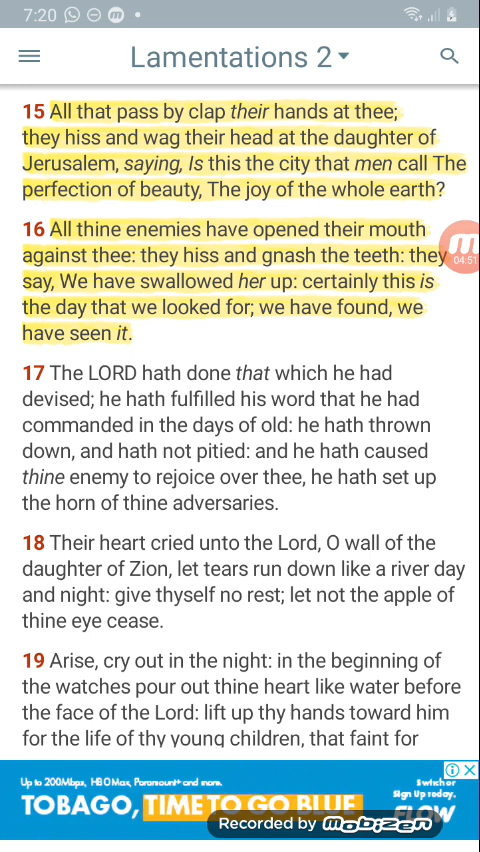 7:20
Lamentations 2
15 All that pass by clap their hands at thee;
they hiss and wag their head at the daughter of
Jerusalem, saying, Is this the city that men call The
perfection of beauty, The joy of the whole earth?
16 All thine enemies have opened their mouth
against thee: they hiss and gnash the teeth: they
say, We have swallowed her up: certainly this is
the day that we looked for; we have found, we
have seen it.
04:51
17 The LORD hath done that which he had
devised; he hath fulfilled his word that he had
commanded in the days of old: he hath thrown
down, and hath not pitied: and he hath caused
thine enemy to rejoice over thee, he hath set up
the horn of thine adversaries.
18 Their heart cried unto the Lord, O wall of the
daughter of Zion, let tears run down like a river day
and night: give thyself no rest; let not the apple of
thine eye cease.
19 Arise, cry out in the night: in the beginning of
the watches pour out thine heart like water before
the face of the Lord: lift up thy hands toward him
for the life of thy young children, that faint for
Up to 200Mbps, HBO Max, Paramount+ and more.
TOBAGO, TIME TO GO BLUE
Switch or
Sign Up today.
FLOW
Recorded by mobizen